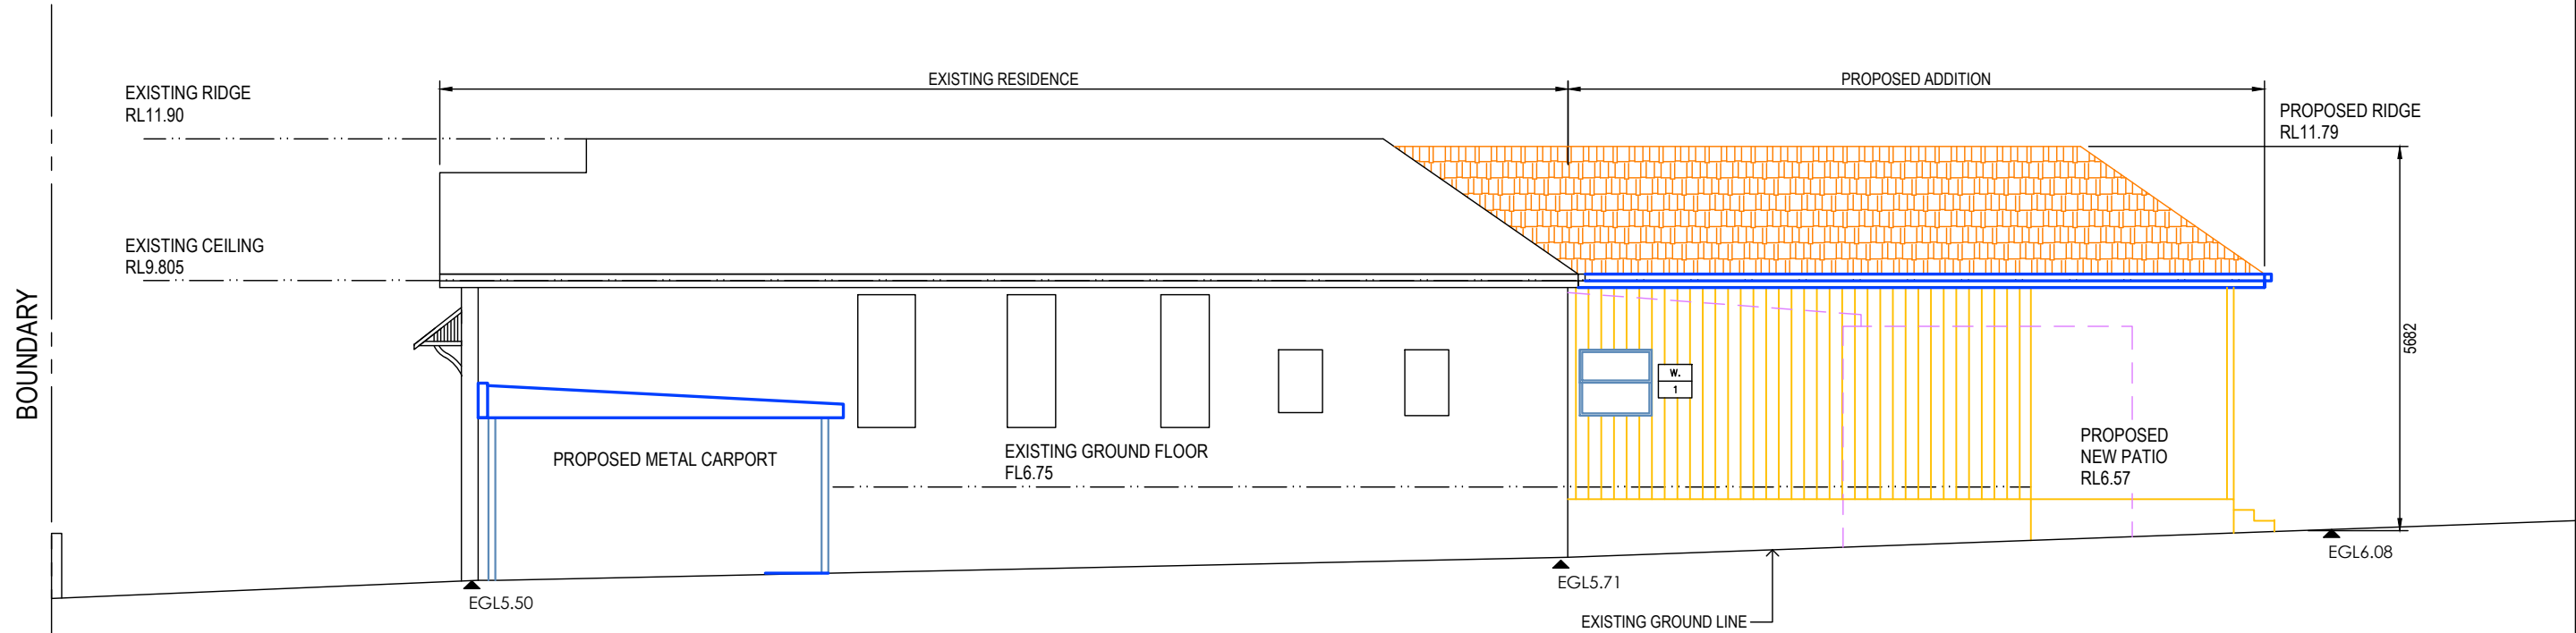 EXISTING RESIDENCE
PROPOSED ADDITION
EXISTING RIDGE
RL11.90
PROPOSED RIDGE
RL11.79
EXISTING CEILING
RL9.805
BOUNDARY
5682
W.
1
PROPOSED METAL CARPORT
EXISTING GROUND FLOOR
FL6.75
PROPOSED
NEW PATIO
RL6.57
EGL5.50
EGL5.71
EGL6.08
EXISTING GROUND LINE